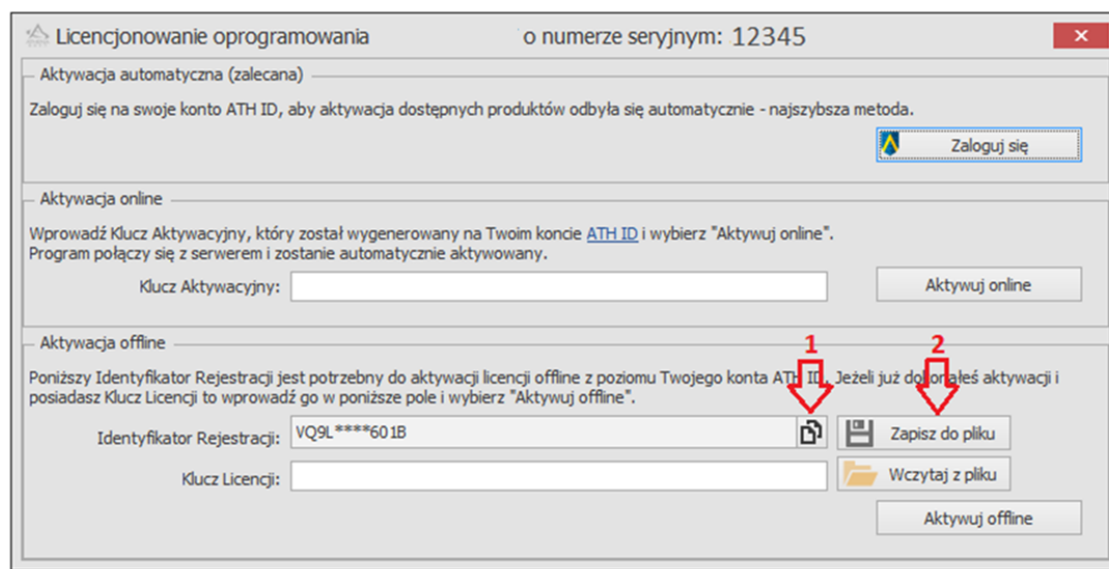 Licencjonowanie oprogramowania o numerze seryjnym: 12345
Aktywacja automatyczna (zalecana)
Zaloguj się na swoje konto ATH ID, aby aktywacja dostępnych produktów odbyła się automatycznie - najszybsza metoda.
Zaloguj się
Aktywacja online
Wprowadź Klucz Aktywacyjny, który został wygenerowany na Twoim koncie ATH ID i wybierz "Aktywuj online".
Program połączy się z serwerem i zostanie automatycznie aktywowany.
Klucz Aktywacyjny:
Aktywuj online
Aktywacja offline
1 2
Poniższy Identyfikator Rejestracji jest potrzebny do aktywacji licencji offline z poziomu Twojego konta ATH ID. Jeżeli już dokonałeś aktywacji i
posiadasz Klucz Licencji to wprowadź go w poniższe pole i wybierz "Aktywuj offline".
Identyfikator Rejestracji: VQ9L****601B Zapisz do pliku
Klucz Licencji: Wczytaj z pliku
Aktywuj offline